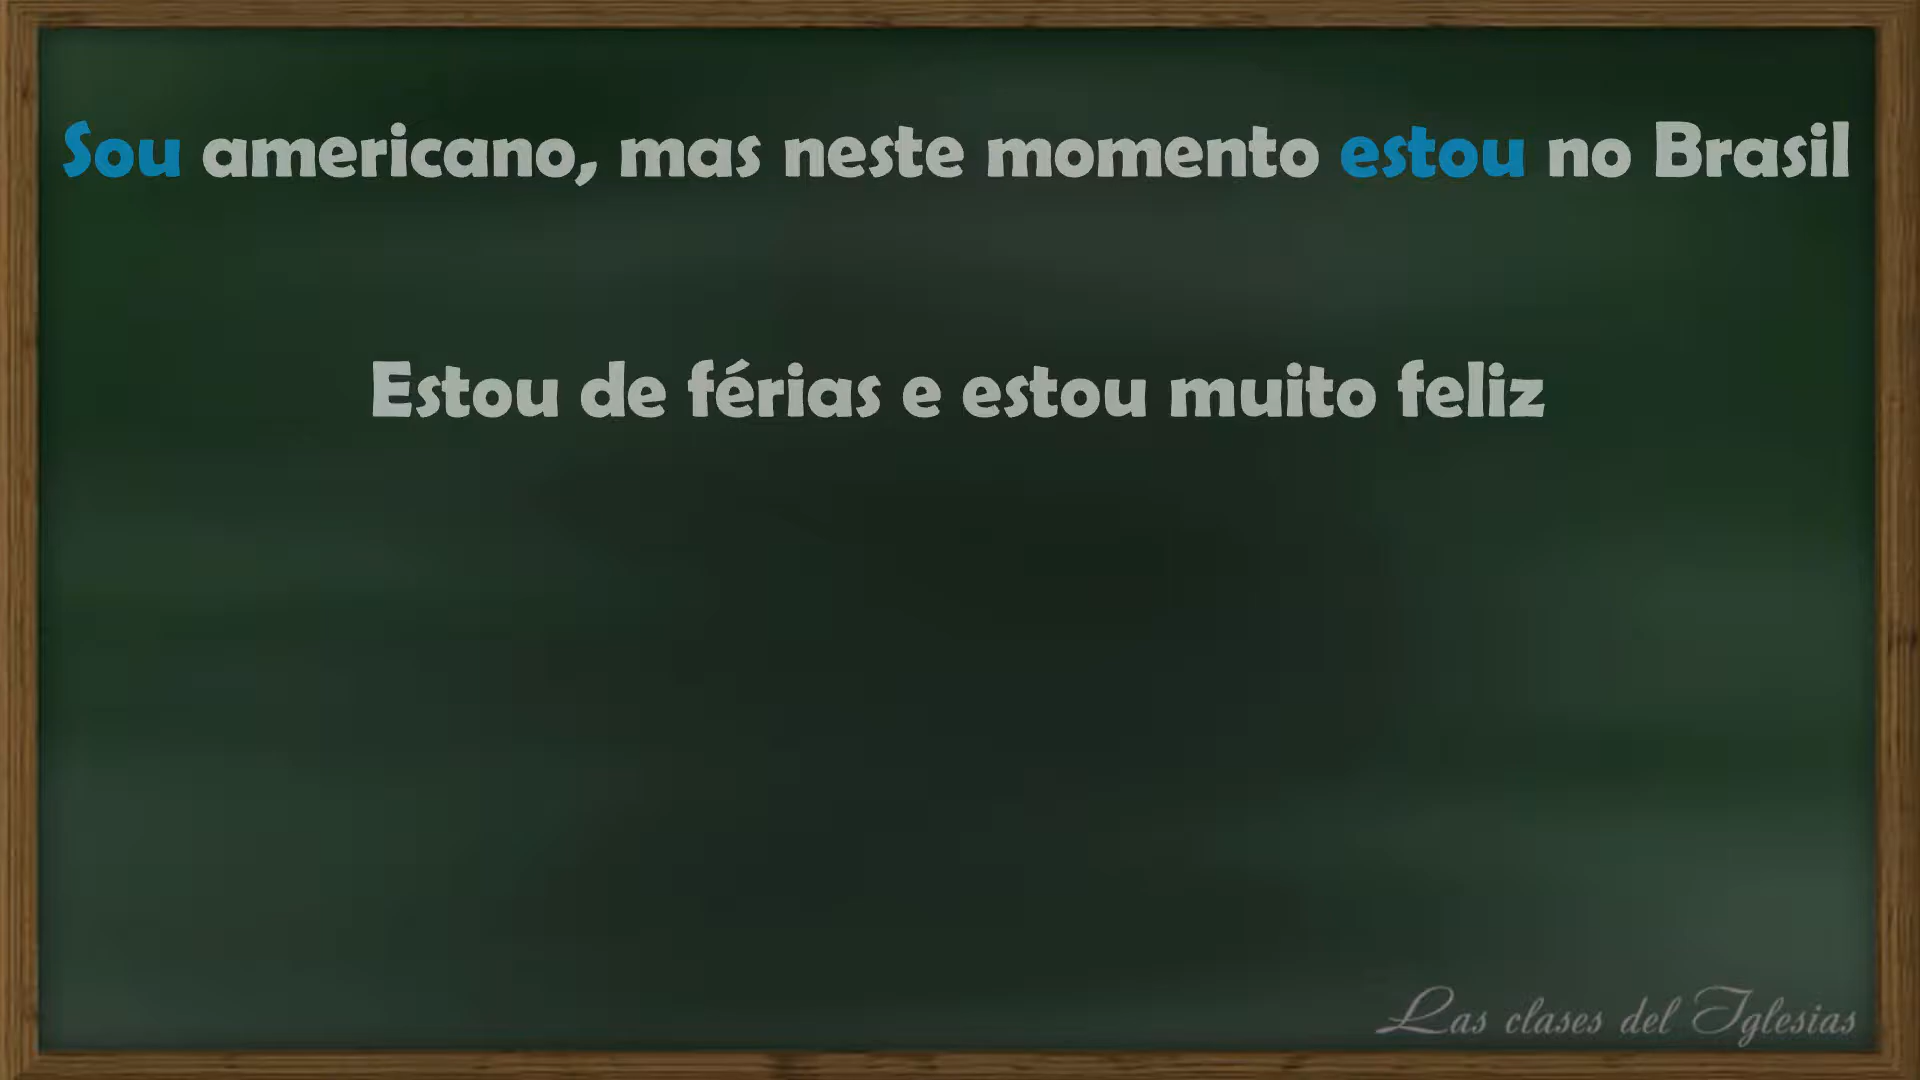 Sou americano, mas neste momento estou no Brasil
Estou de férias e estou muito feliz
Las clases del Iglesias